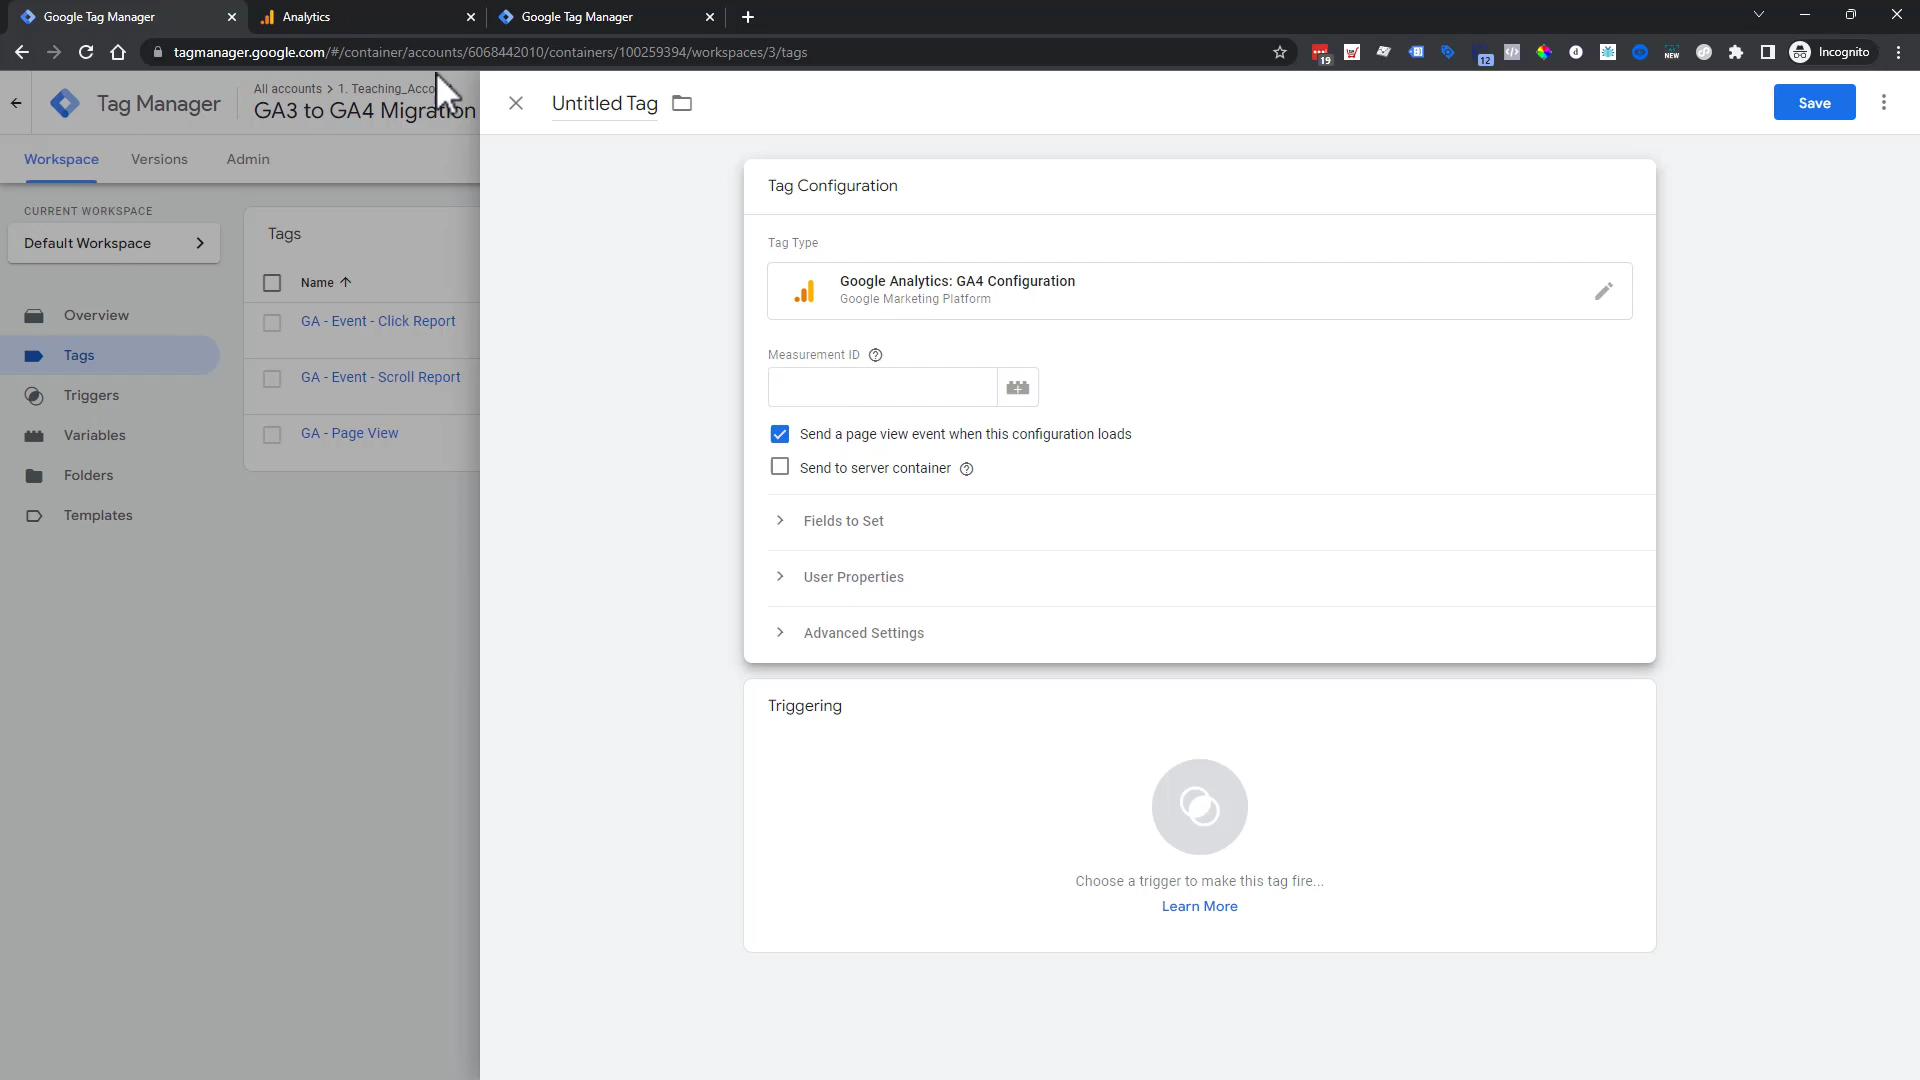 Google Tag Manager
Analytics
Google Tag Manager
tagmanager.google.com/#/container/accounts/6068442010/containers/100259394/workspaces/3/tags
19
12
NEW
Incognito
Tag Manager
All accounts > 1. Teaching_Acco
GA3 to GA4 Migration
Untitled Tag
Save
Workspace
Versions
Admin
CURRENT WORKSPACE
Default Workspace
Overview
Tags
Triggers
Variables
Folders
Templates
Tags
Name
GA - Event - Click Report
GA - Event - Scroll Report
GA - Page View
Tag Configuration
Tag Type
Google Analytics: GA4 Configuration
Google Marketing Platform
Measurement ID
Send a page view event when this configuration loads
Send to server container
Fields to Set
User Properties
Advanced Settings
Triggering
Choose a trigger to make this tag fire...
Learn More